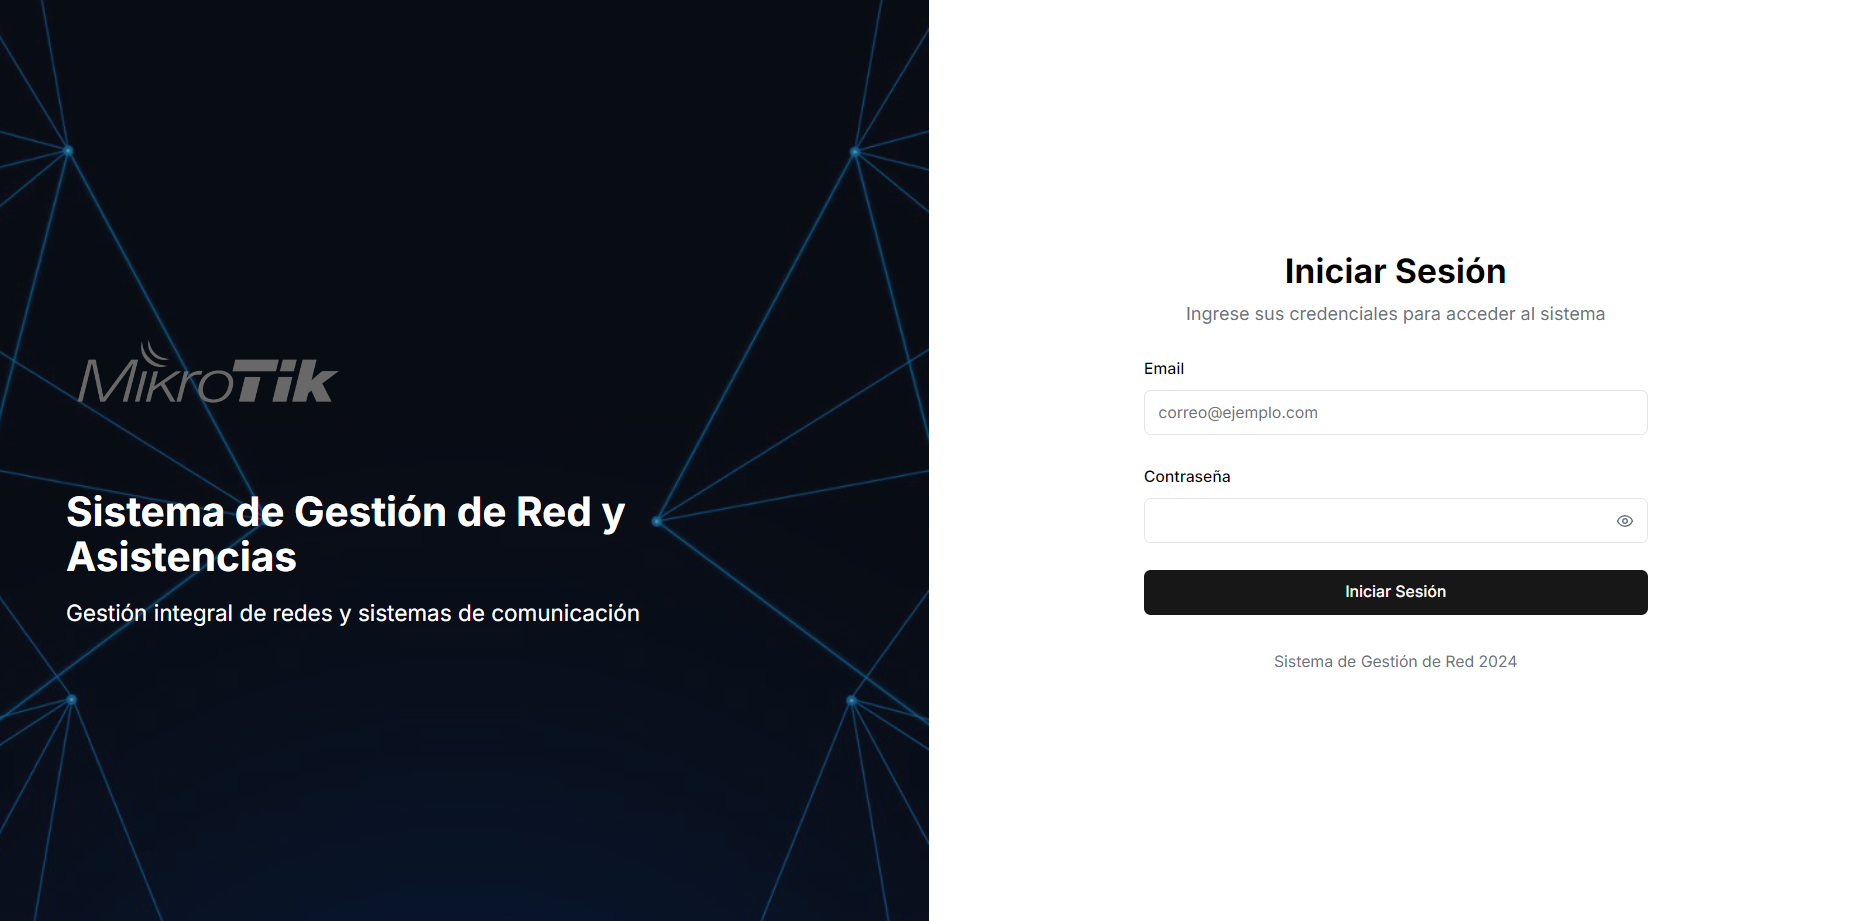 MikroTik
Sistema de Gestión de Red y
Asistencias
Gestión integral de redes y sistemas de comunicación
Iniciar Sesión
Ingrese sus credenciales para acceder al sistema
Email
correo@ejemplo.com
Contraseña
Iniciar Sesión
Sistema de Gestión de Red 2024